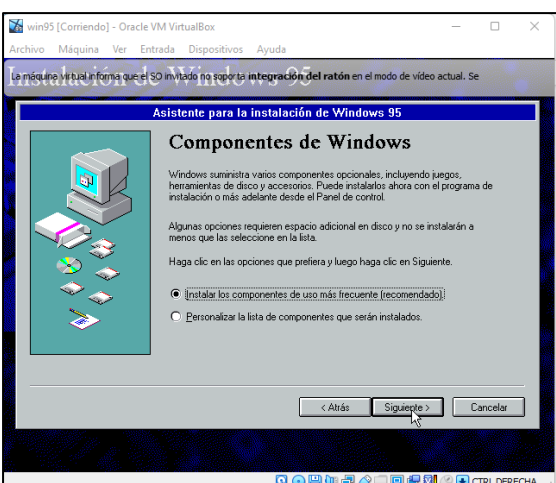 win95 [Corriendo] - Oracle VM VirtualBox
Archivo Máquina Ver Entrada Dispositivos Ayuda
Instalación de Windows 95
La máquina virtual informa que el SO invitado no soporta integración del ratón en el modo de vídeo actual. Se
Asistente para la instalación de Windows 95
Componentes de Windows
Windows suministra varios componentes opcionales, incluyendo juegos,
herramientas de disco y accesorios. Puede instalarlos ahora con el programa de
instalación o más adelante desde el Panel de control.
Algunas opciones requieren espacio adicional en disco y no se instalarán a
menos que las seleccione en la lista.
Haga clic en las opciones que prefiera y luego haga clic en Siguiente.
Instalar los componentes de uso más frecuente (recomendado).
Personalizar la lista de componentes que serán instalados.
< Atrás Siguiente > Cancelar
CTRL DERECHA